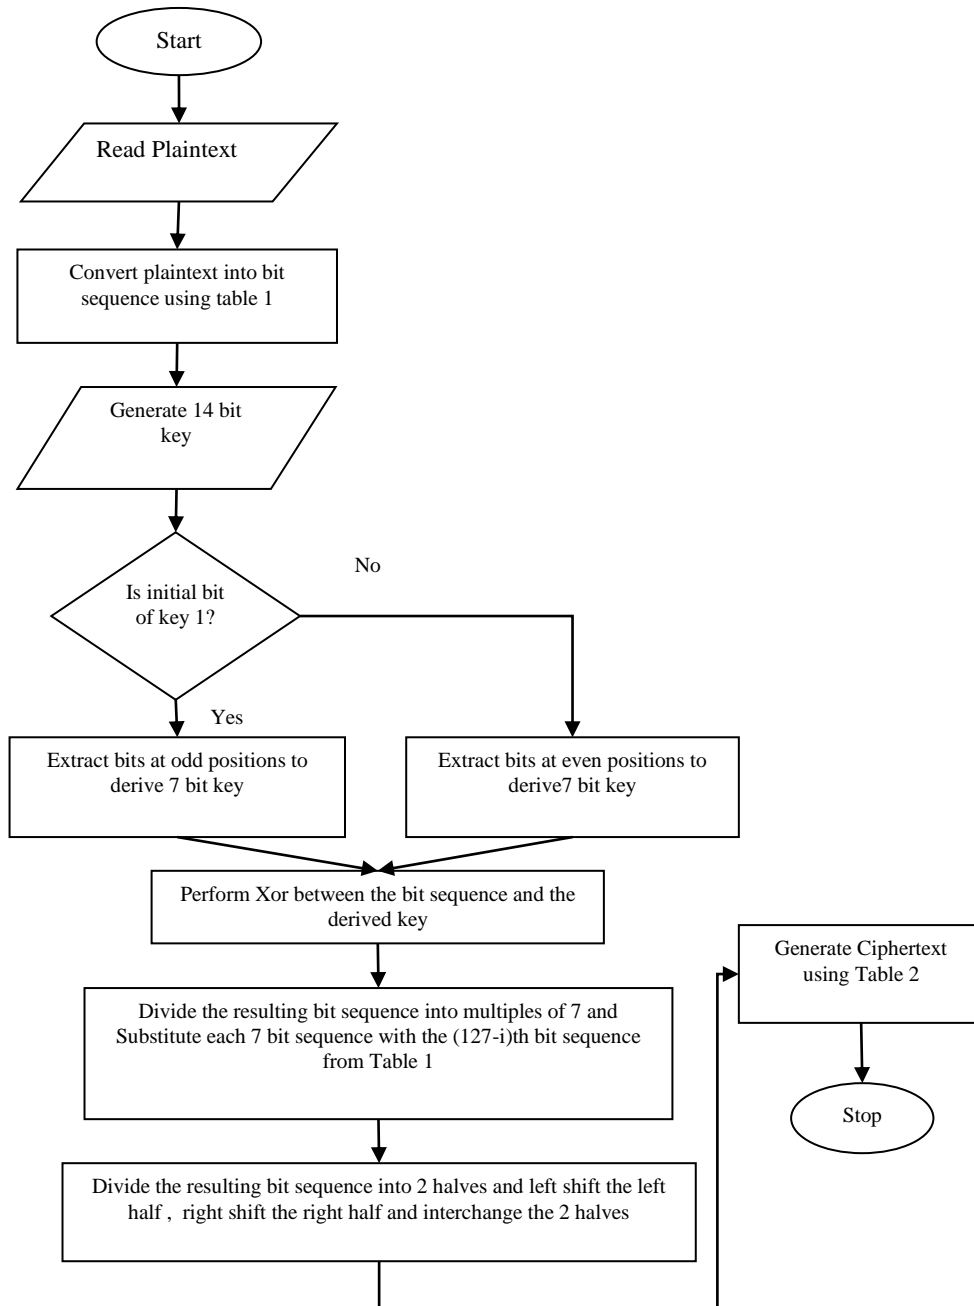 Start
Read Plaintext
Convert plaintext into bit
sequence using table 1
Generate 14 bit
key
Is initial bit
of key 1?
No
Yes
Extract bits at odd positions to
derive 7 bit key
Extract bits at even positions to
derive7 bit key
Perform Xor between the bit sequence and the
derived key
Divide the resulting bit sequence into multiples of 7 and
Substitute each 7 bit sequence with the (127-i)th bit sequence
from Table 1
Divide the resulting bit sequence into 2 halves and left shift the left
half , right shift the right half and interchange the 2 halves
Generate Ciphertext
using Table 2
Stop